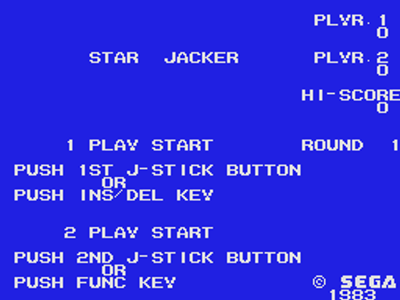 PLYR. 1
0
STAR JACKER
PLYR. 2
0
HI-SCORE
0
1 PLAY START
ROUND 1
PUSH 1ST J-STICK BUTTON
OR
PUSH INS/DEL KEY
2 PLAY START
PUSH 2ND J-STICK BUTTON
OR
PUSH FUNC KEY
© SEGA
1983